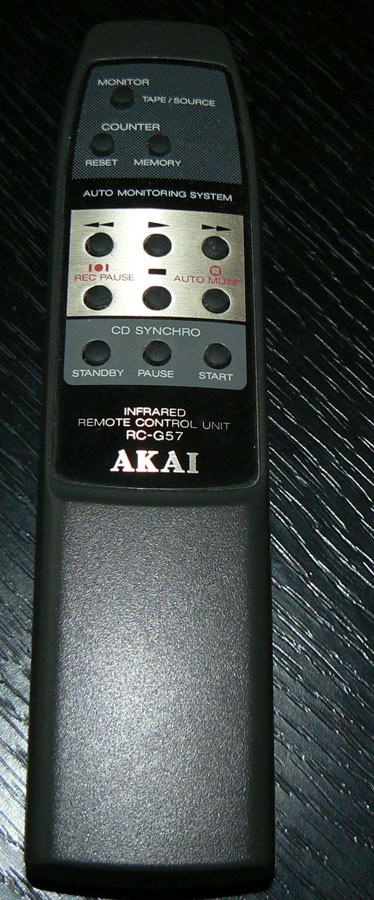 MONITOR
TAPE/SOURCE
COUNTER
RESET MEMORY
AUTO MONITORING SYSTEM
REC PAUSE AUTO MUTE
CD SYNCHRO
STANDBY PAUSE START
INFRARED
REMOTE CONTROL UNIT
RC-G57
AKAI